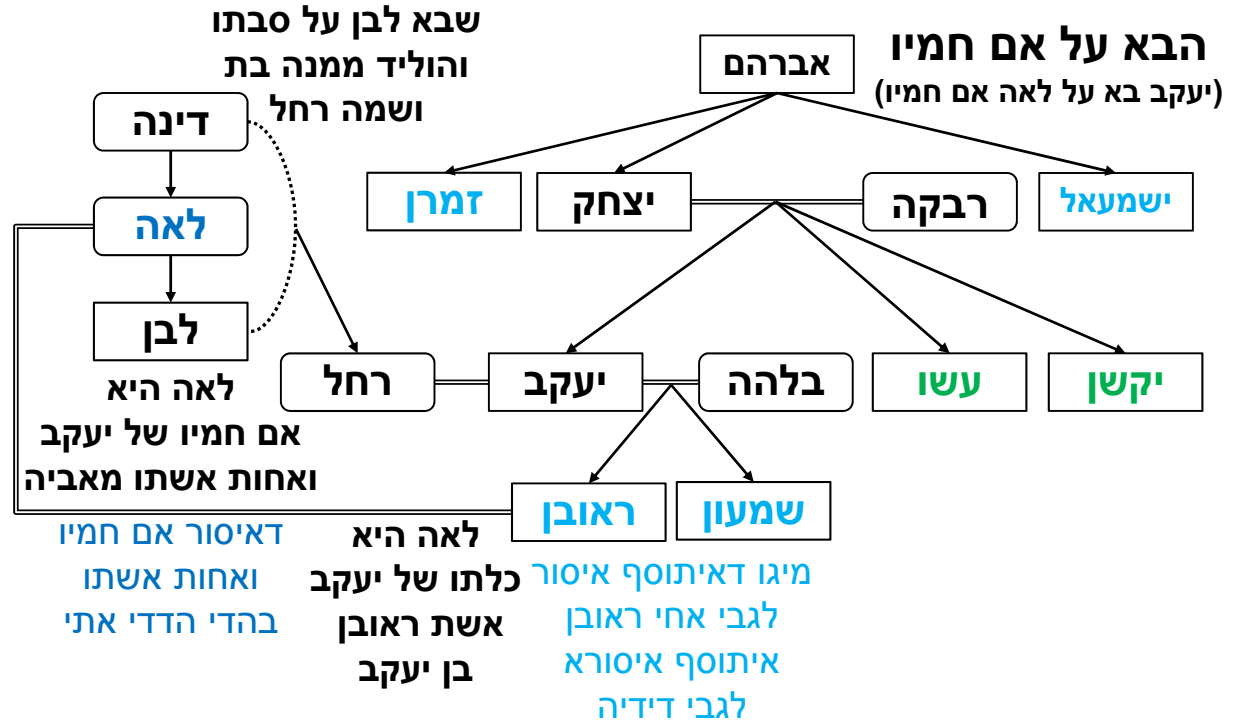 הבא על אם חמיו
(יעקב בא על לאה אם חמיו)
שבא לבן על סבתו
והוליד ממנה בת
ושמה רחל
אברהם
דינה
ישמעאל
רבקה
יצחק
זמרן
לאה
לבן
יקשן
עשו
בלהה
יעקב
רחל
לאה היא
אם חמיו של יעקב
ואחות אשתו מאביה
דאיסור אם חמיו
ואחות אשתו
בהדי הדדי אתי
שמעון
ראובן
לאה היא
כלתו של יעקב
אשת ראובן
בן יעקב
מיגו דאיתוסף איסור
לגבי אחי ראובן
איתוסף איסורא
לגבי דידיה